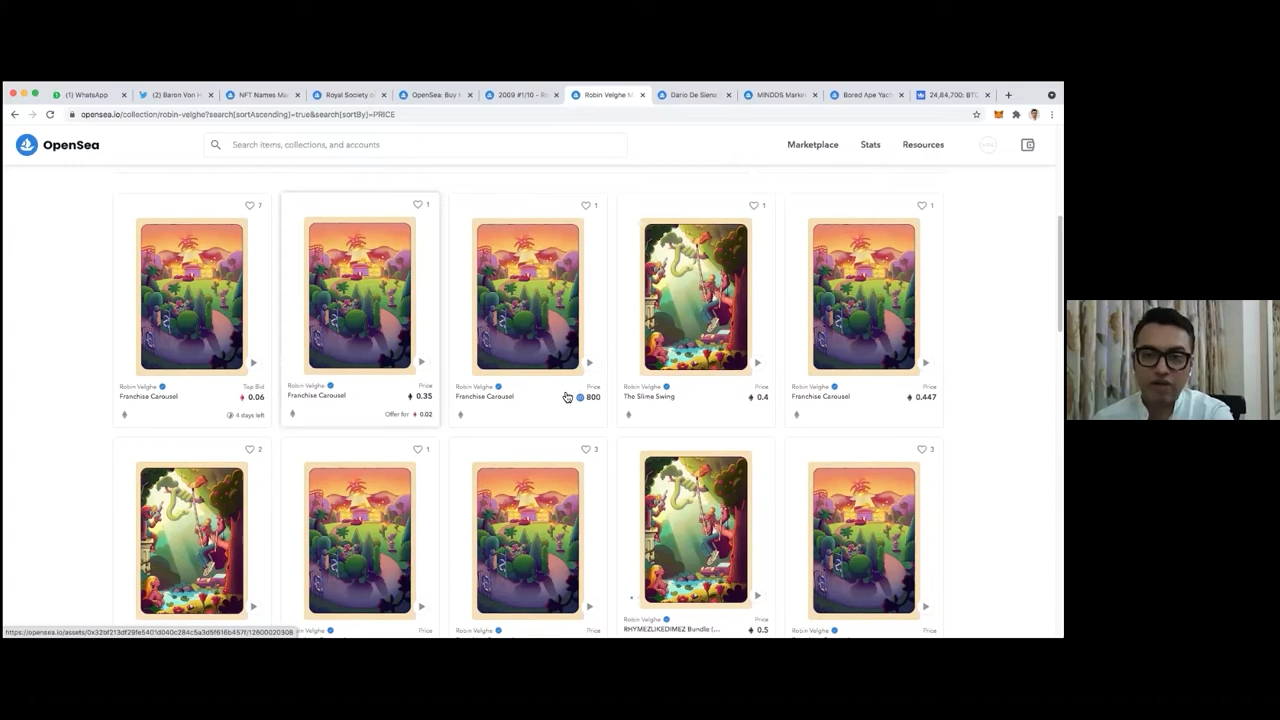 (1) WhatsApp
(2) Baron Von H
NFT Names Ma
Royal Society o
OpenSea: Buy
2009 #1/10 - Ro
Robin Velghe M
Dario De Siena
MINDDS Market
Bored Ape Yach
24,84,700: BTC
opensea.io/collection/robin-velghe?search[sortAscending]=true&search[sortBy]=PRICE
OpenSea
Search items, collections, and accounts
Marketplace
Stats
Resources
7
1
1
1
1
Robin Velghe
Top Bid
Franchise Carousel
0.06
4 days left
Robin Velghe
Price
Franchise Carousel
0.35
Offer for
0.02
Robin Velghe
Price
Franchise Carousel
800
Robin Velghe
Price
The Slime Swing
0.4
Robin Velghe
Price
Franchise Carousel
0.447
2
1
3
3
Robin Velghe
Price
Robin Velghe
Price
Robin Velghe
Price
RHYMEZLIKEDIMEZ Bundle (...
0.5
Robin Velghe
Price